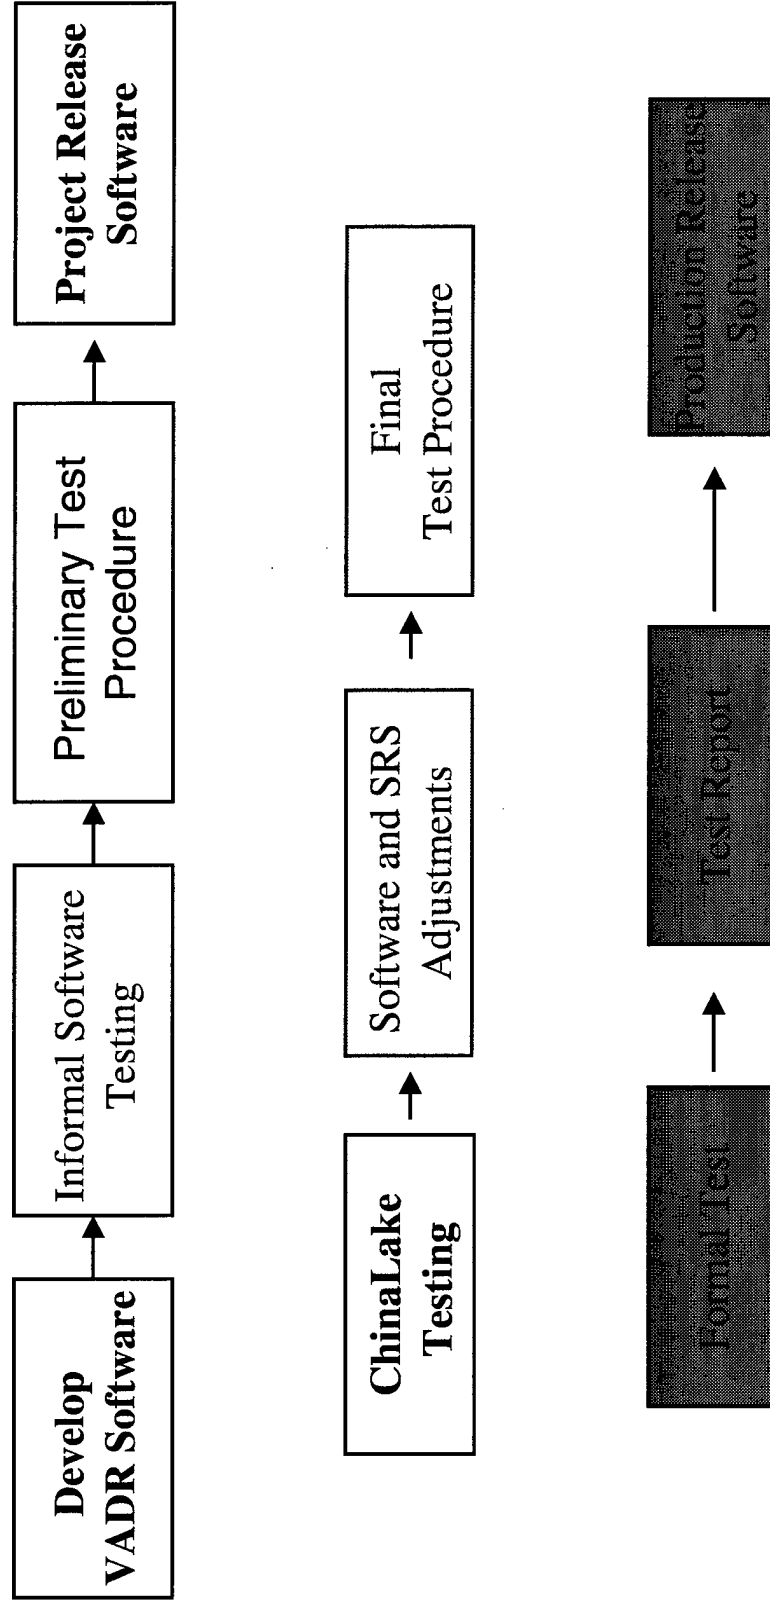 Develop
VADR Software
Informal Software
Testing
Preliminary Test
Procedure
Project Release
Software
ChinaLake
Testing
Software and SRS
Adjustments
Final
Test Procedure
Formal Test
Test Report
Production Release
Software